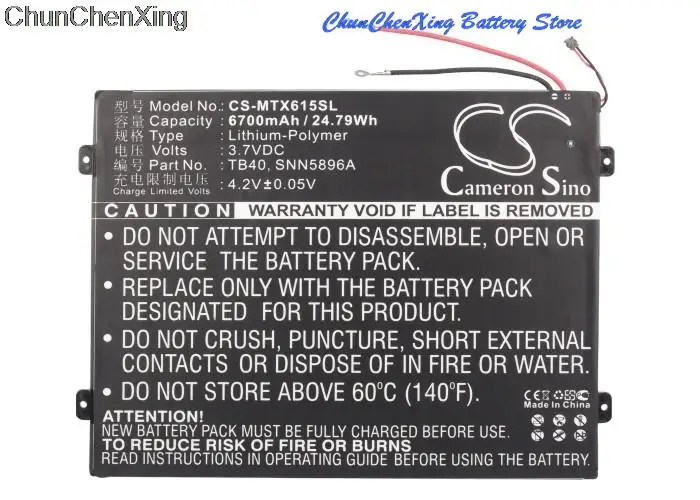 ChunChenXing
ChunChenXing Battery Store
型号 Model No.: CS-MTX615SL
容量 Capacity: 6700mAh / 24.79Wh
类型 Type: Lithium-Polymer
电压 Volts: 3.7VDC
编号 Part No.: TB40, SNN5896A
充电限制电压: 4.2V±0.05V
Charge Limited Volts
CS
Cameron Sino
CAUTION WARRANTY VOID IF LABEL IS REMOVED
• DO NOT ATTEMPT TO DISASSEMBLE, OPEN OR
SERVICE THE BATTERY PACK.
• REPLACE ONLY WITH THE BATTERY PACK
DESIGNATED FOR THIS PRODUCT.
• DO NOT CRUSH, PUNCTURE, SHORT EXTERNAL
CONTACTS OR DISPOSE OF IN FIRE OR WATER.
• DO NOT STORE ABOVE 60°C (140°F).
CE
Made In China
ATTENTION!
NEW BATTERY PACK MUST BE FULLY CHARGED BEFORE USE.
TO REDUCE RISK OF FIRE OR BURNS
READ INSTRUCTIONS IN OPERATING GUIDE BEFORE USING BATTERY